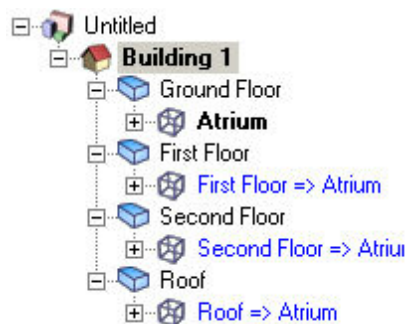 Untitled
Building 1
Ground Floor
Atrium
First Floor
First Floor => Atrium
Second Floor
Second Floor => Atriu
Roof
Roof => Atrium